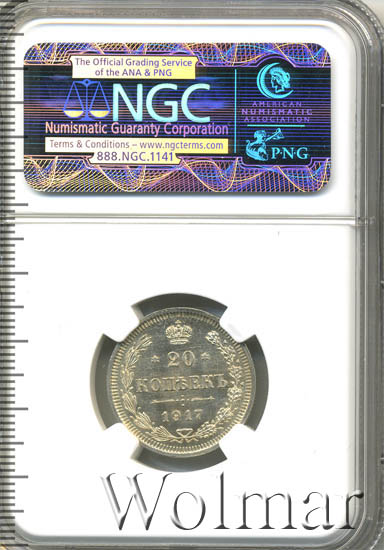 The Official Grading Service
of the ANA & PNG
NGC
Numismatic Guaranty Corporation
Terms & Conditions – www.ngcterms.com
888.NGC.1141
AMERICAN
NUMISMATIC
ASSOCIATION
P·N·G
20
КОПѢЕКЪ
1917
Wolmar